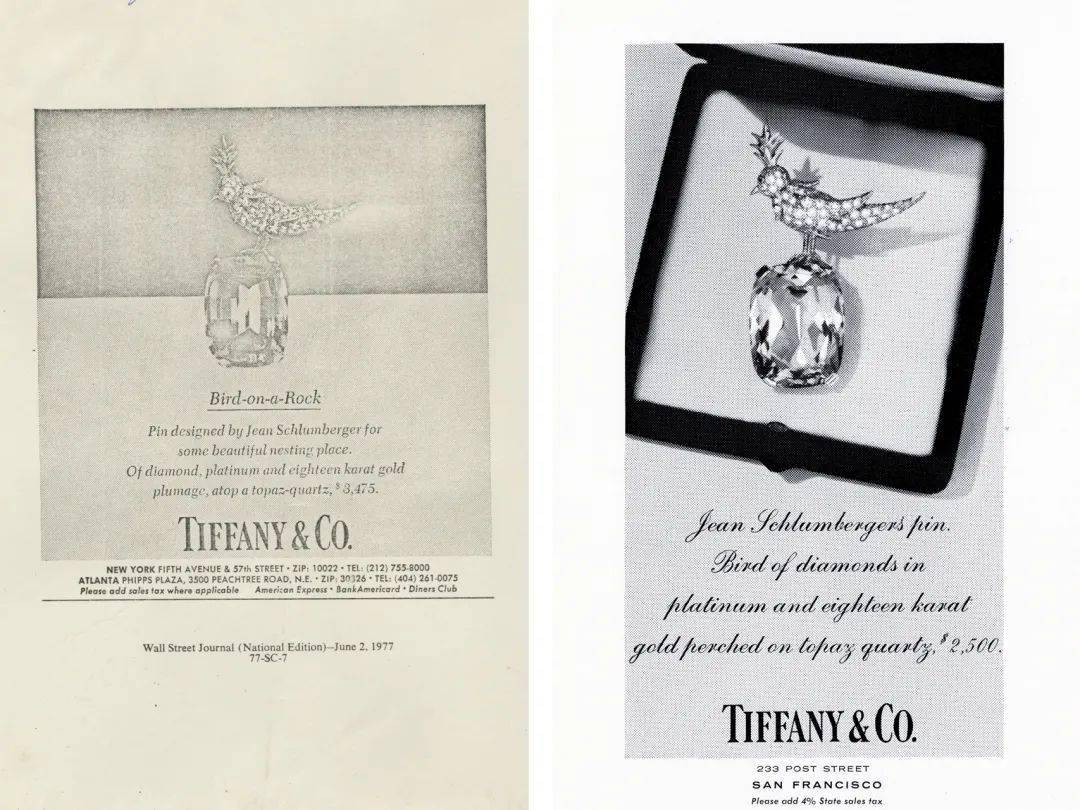 Bird-on-a-Rock
Pin designed by Jean Schlumberger for
some beautiful nesting place.
Of diamond, platinum and eighteen karat gold
plumage, atop a topaz-quartz, $3,475.
TIFFANY & CO.
NEW YORK FIFTH AVENUE & 57th STREET • ZIP: 10022 • TEL: (212) 755-8000
ATLANTA PHIPPS PLAZA, 3500 PEACHTREE ROAD, N.E. • ZIP: 30326 • TEL: (404) 261-0075
Please add sales tax where applicable American Express • BankAmericard • Diners Club
Wall Street Journal (National Edition)—June 2, 1977
77-SC-7
Jean Schlumberger's pin.
Bird of diamonds in
platinum and eighteen karat
gold perched on topaz quartz, $2,500.
TIFFANY & CO.
233 POST STREET
SAN FRANCISCO
Please add 4% State sales tax